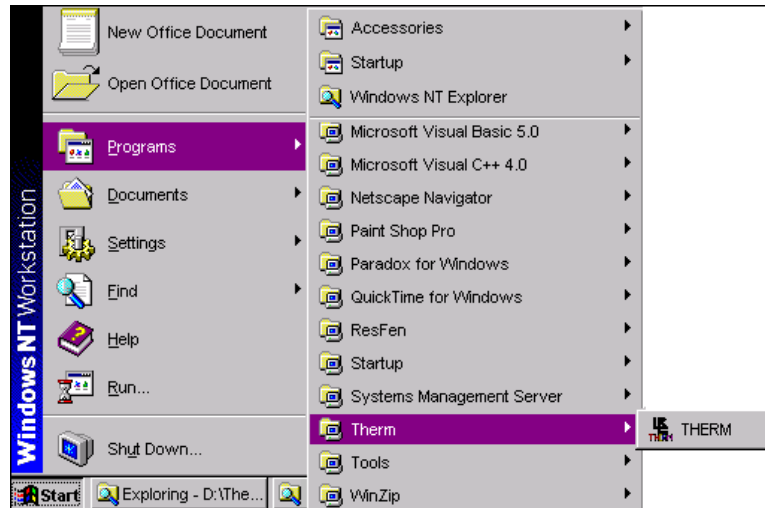 New Office Document
Open Office Document
Programs
Documents
Settings
Find
Help
Run...
Shut Down...
Windows NT Workstation
Start
Exploring - D:\The...
Accessories
Startup
Windows NT Explorer
Microsoft Visual Basic 5.0
Microsoft Visual C++ 4.0
Netscape Navigator
Paint Shop Pro
Paradox for Windows
QuickTime for Windows
ResFen
Startup
Systems Management Server
Therm
Tools
WinZip
THERM